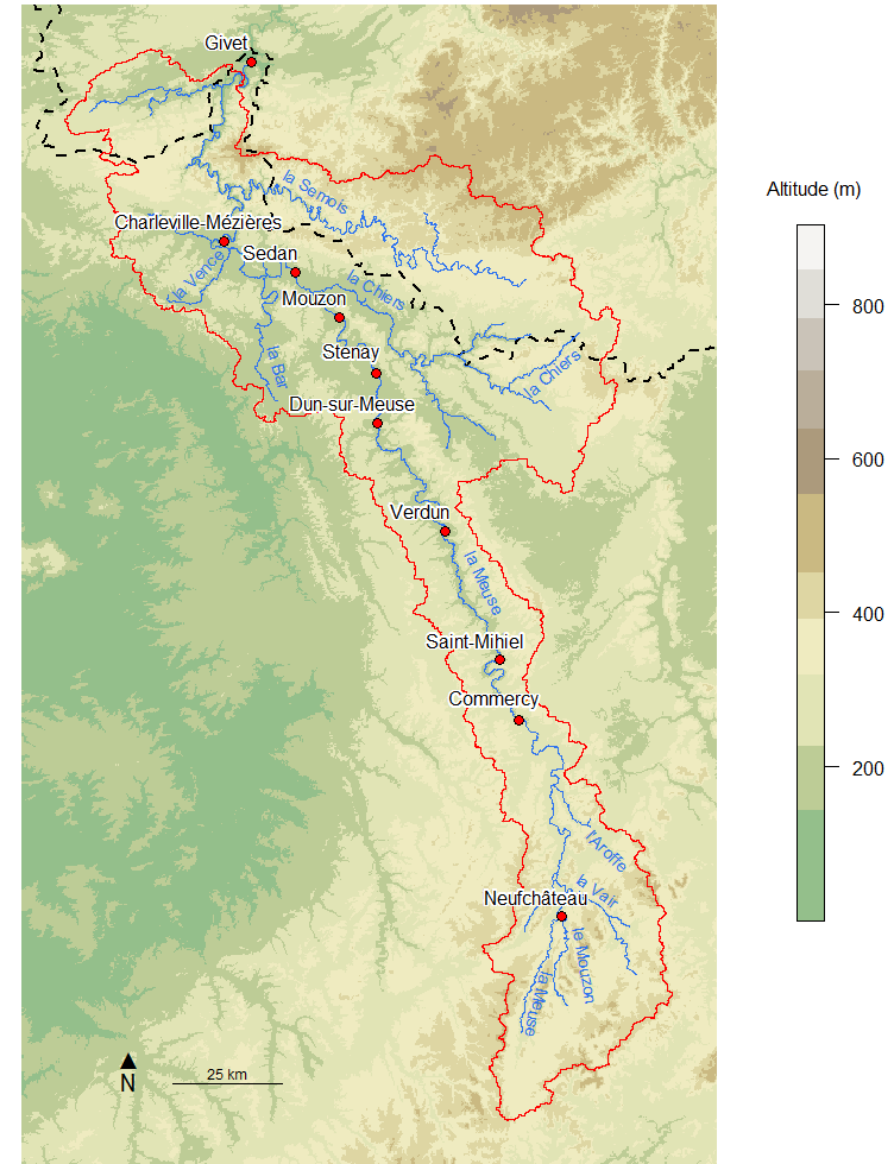 Givet
la Semois
Altitude (m)
Charleville-Mézières
Sedan
la Vence
la Chiers
Mouzon
800
Stenay
la Bar
la Chiers
Dun-sur-Meuse
600
Verdun
la Meuse
400
Saint-Mihiel
Commercy
200
l'Aroffe
la Vair
Neufchâteau
le Mouzon
la Meuse
N
25 km